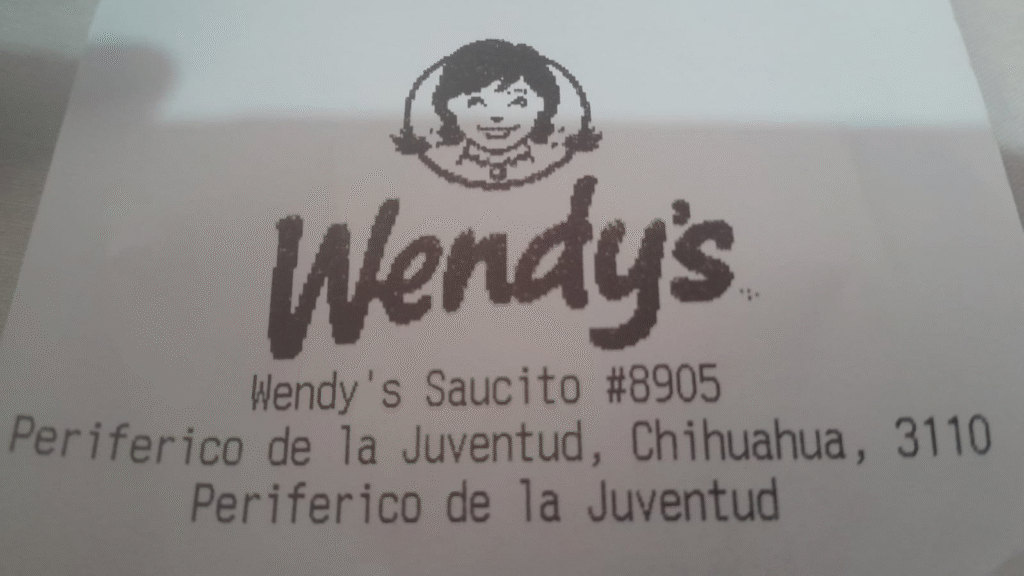 Wendy's
Wendy's Saucito #8905
Periferico de la Juventud, Chihuahua, 3110
Periferico de la Juventud